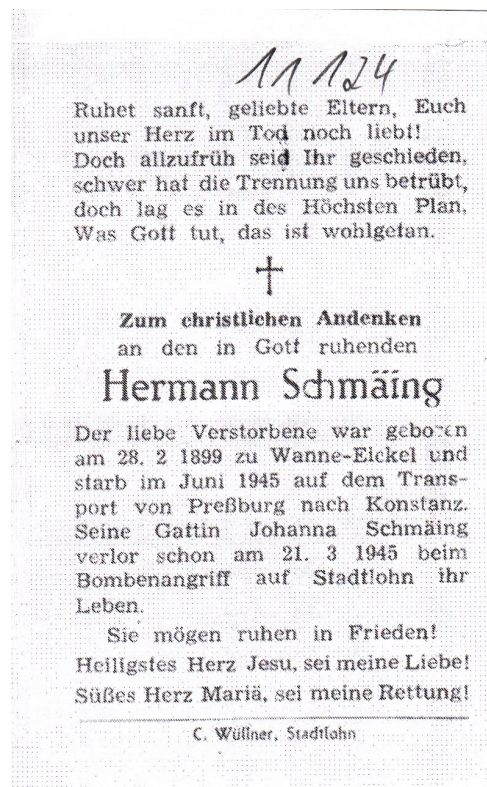 11 124
Ruhet sanft, geliebte Eltern, Euch
unser Herz im Tod noch liebt!
Doch allzufrüh seid Ihr geschieden,
schwer hat die Trennung uns betrübt,
doch lag es in des Höchsten Plan,
Was Gott tut, das ist wohlgetan.
Zum christlichen Andenken
an den in Gott ruhenden
Hermann Schmäing
Der liebe Verstorbene war geboren
am 28. 2 1899 zu Wanne-Eickel und
starb im Juni 1945 auf dem Trans-
port von Preßburg nach Konstanz.
Seine Gattin Johanna Schmäing
verlor schon am 21. 3 1945 beim
Bombenangriff auf Stadtlohn ihr
Leben.
Sie mögen ruhen in Frieden!
Heiligstes Herz Jesu, sei meine Liebe!
Süßes Herz Mariä, sei meine Rettung!
C. Wüllner, Stadtlohn